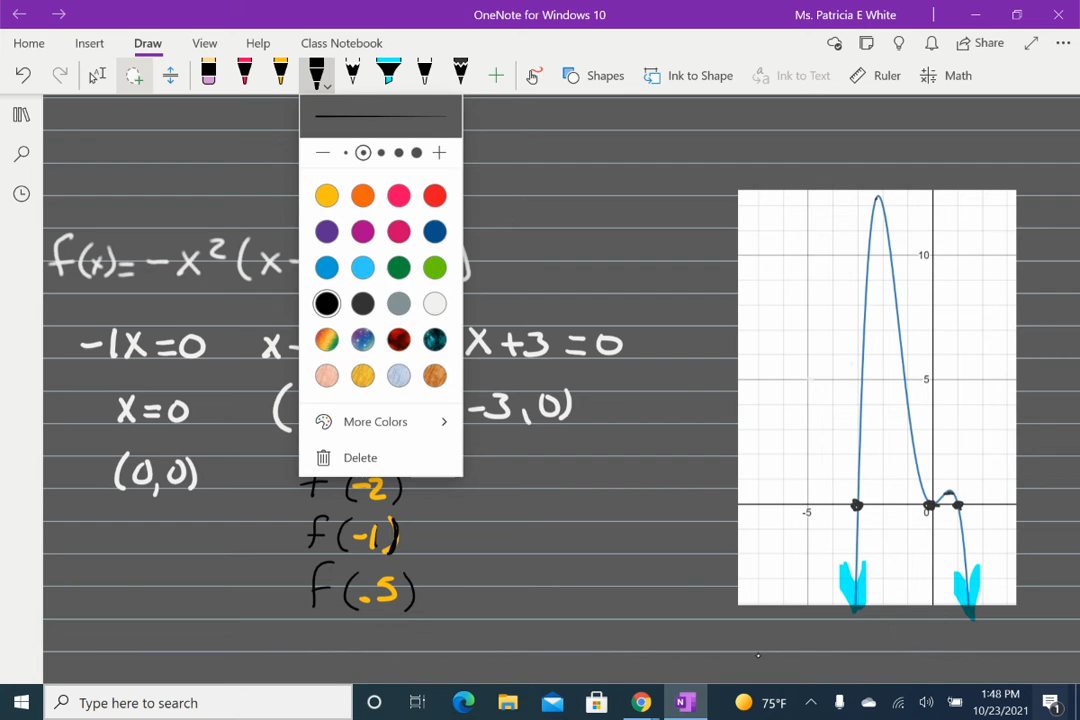 OneNote for Windows 10
Ms. Patricia E White
Home Insert Draw View Help Class Notebook
Share
Shapes Ink to Shape Ink to Text Ruler Math
f(x)= -x²(x- )
-1x=0 x- x+3=0
x=0 ( -3,0)
(0,0)
More Colors
Delete
f(-2)
f(-1)
f(.5)
10
5
-5 0
Type here to search
75°F
1:48 PM
10/23/2021
1